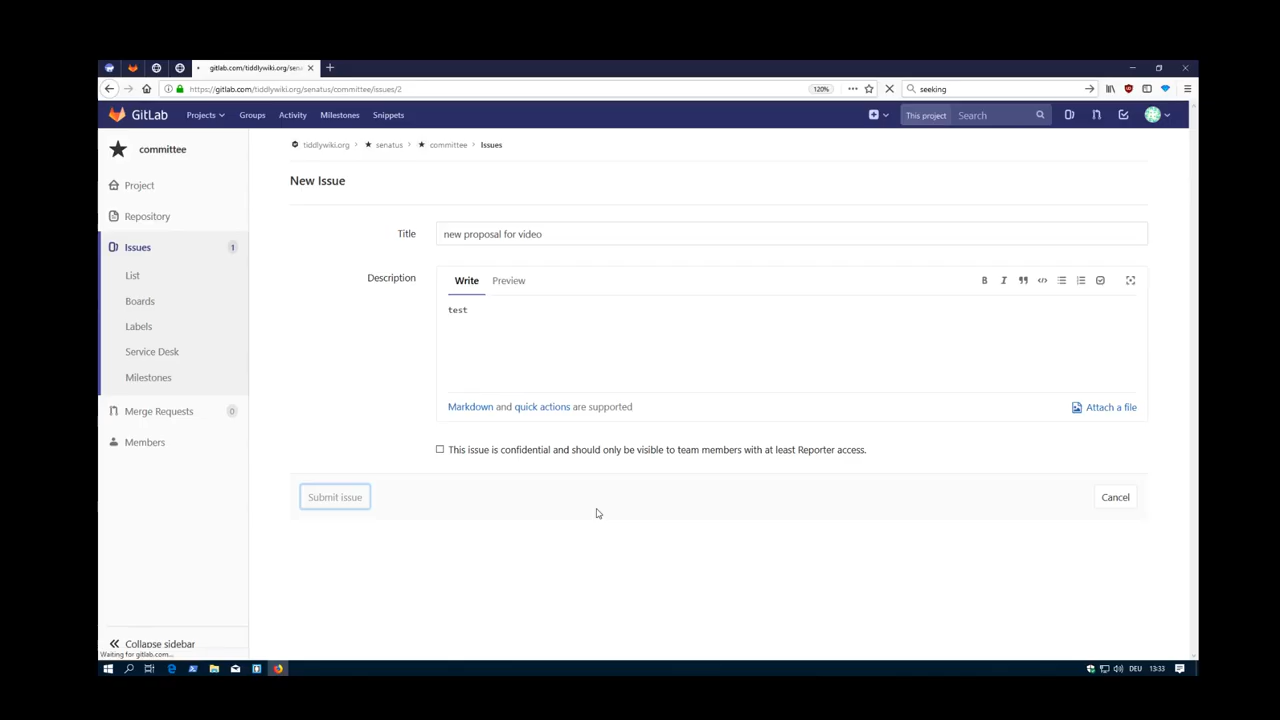 gitlab.com/tiddlywiki.org/sena
https://gitlab.com/tiddlywiki.org/senatus/committee/issues/2
120%
seeking
GitLab
Projects
Groups
Activity
Milestones
Snippets
This project
Search
committee
tiddlywiki.org > senatus > committee > Issues
Project
Repository
Issues 1
List
Boards
Labels
Service Desk
Milestones
Merge Requests 0
Members
Collapse sidebar
New Issue
Title
new proposal for video
Description
Write
Preview
test
Markdown and quick actions are supported
Attach a file
This issue is confidential and should only be visible to team members with at least Reporter access.
Submit issue
Cancel
Waiting for gitlab.com...
DEU
13:33